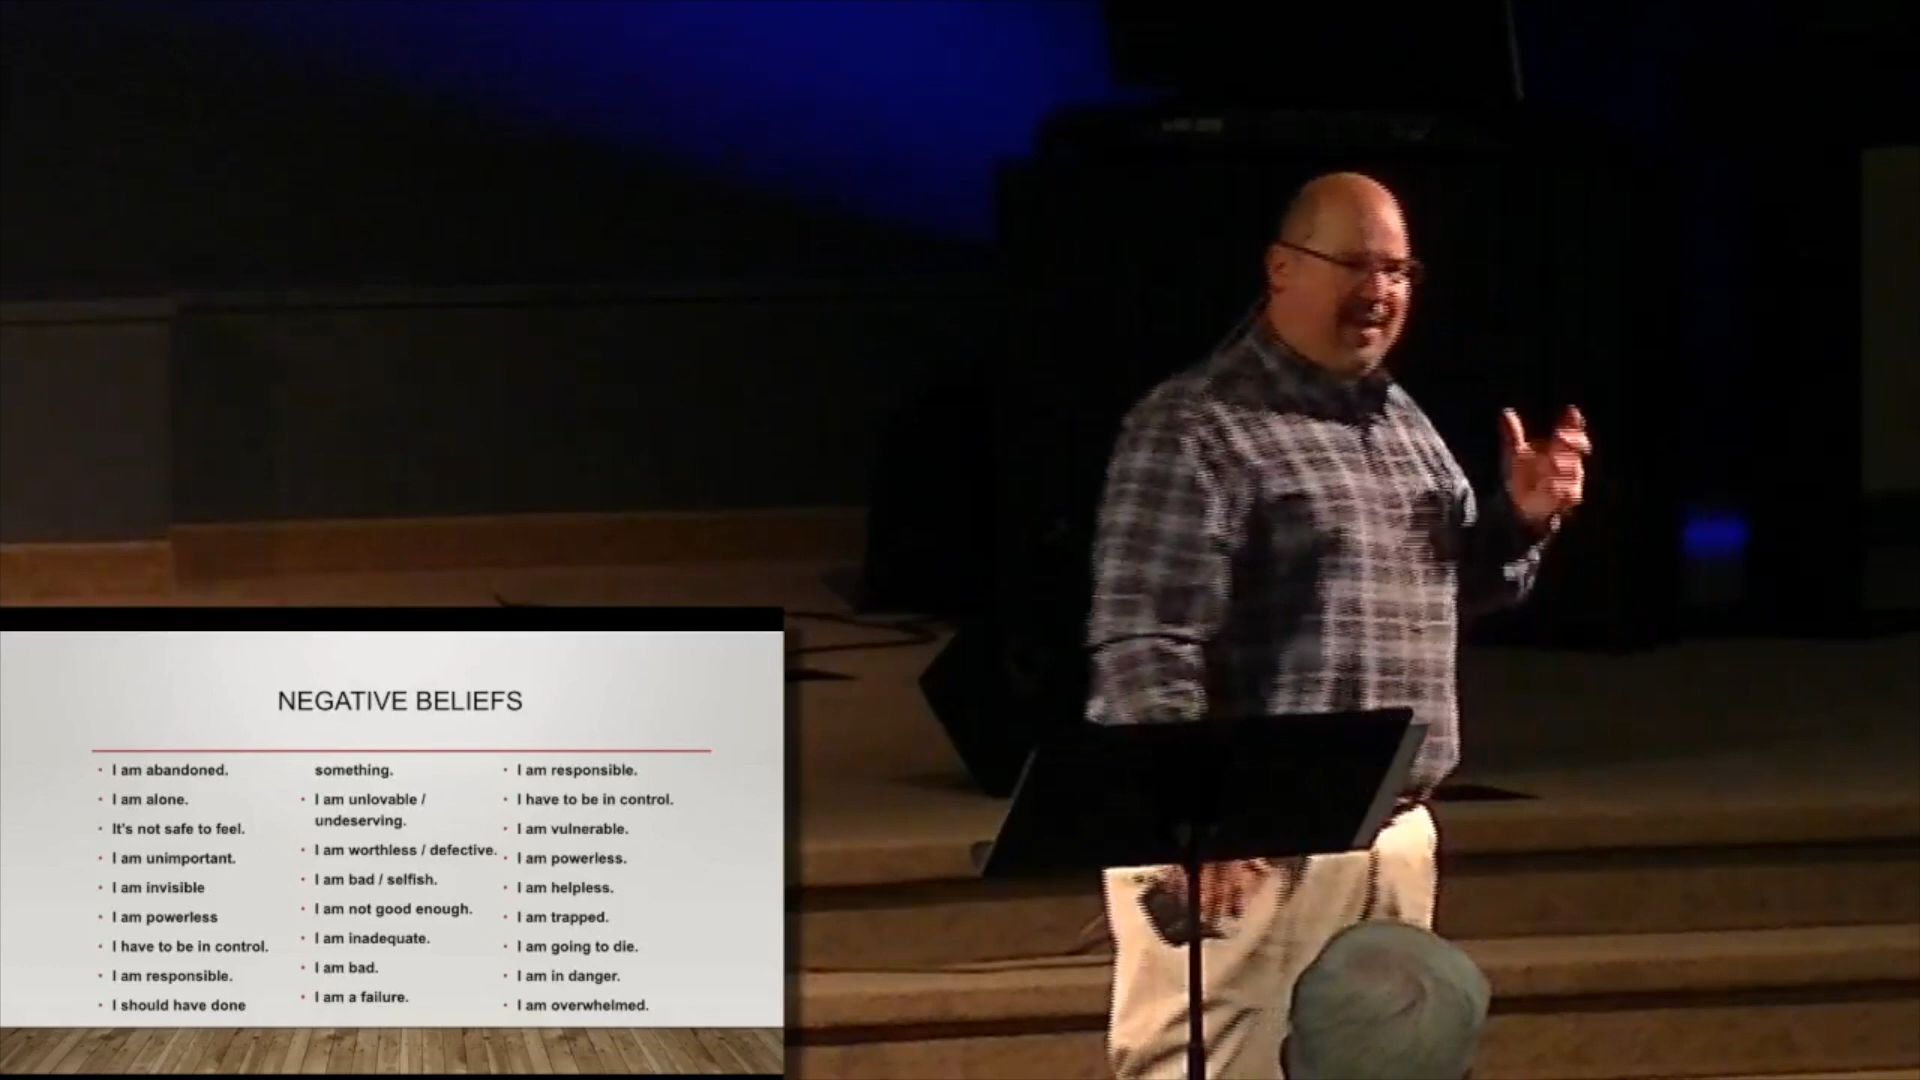 NEGATIVE BELIEFS
• I am abandoned.
• I am alone.
• It's not safe to feel.
• I am unimportant.
• I am invisible
• I am powerless
• I have to be in control.
• I am responsible.
• I should have done
something.
• I am unlovable /
undeserving.
• I am worthless / defective.
• I am bad / selfish.
• I am not good enough.
• I am inadequate.
• I am bad.
• I am a failure.
• I am responsible.
• I have to be in control.
• I am vulnerable.
• I am powerless.
• I am helpless.
• I am trapped.
• I am going to die.
• I am in danger.
• I am overwhelmed.